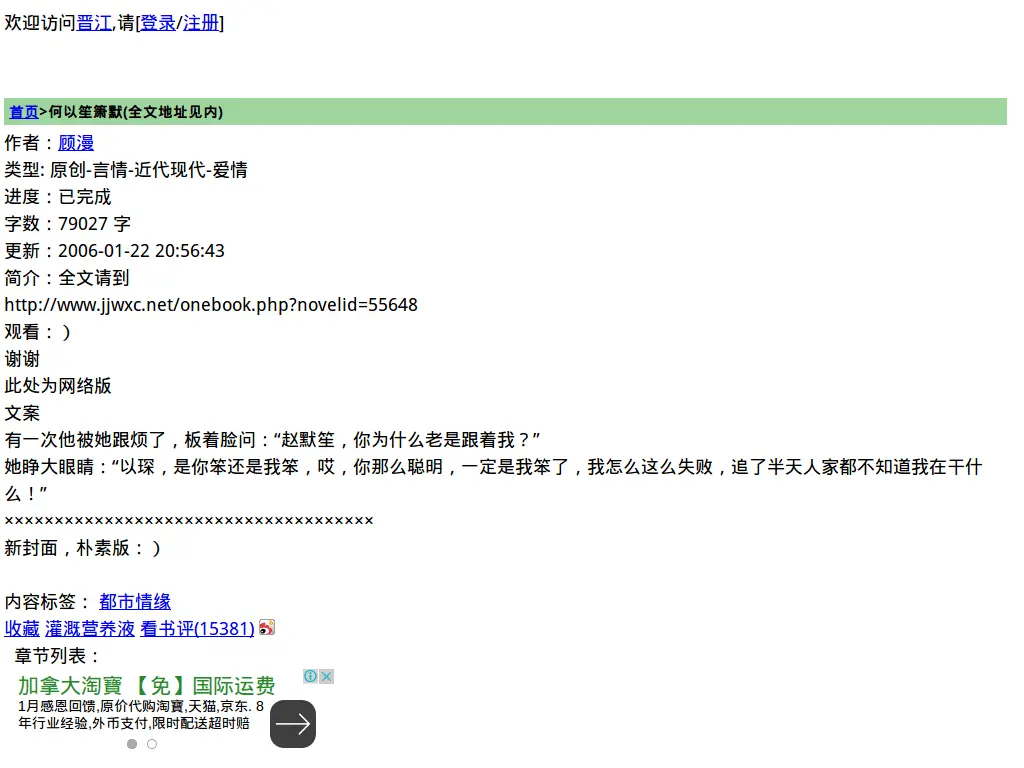 欢迎访问晋江,请[登录/注册]
首页>何以笙箫默(全文地址见内)
作者：顾漫
类型: 原创-言情-近代现代-爱情
进度：已完成
字数：79027 字
更新：2006-01-22 20:56:43
简介：全文请到
http://www.jjwxc.net/onebook.php?novelid=55648
观看：）
谢谢
此处为网络版
文案
有一次他被她跟烦了，板着脸问：“赵默笙，你为什么老是跟着我？”
她睁大眼睛：“以琛，是你笨还是我笨，哎，你那么聪明，一定是我笨了，我怎么这么失败，追了半天人家都不知道我在干什
么！”
×××××××××××××××××××××××××××××××××××××
新封面，朴素版：）
内容标签： 都市情缘
收藏 灌溉营养液 看书评(15381)
章节列表：
加拿大淘寶 【免】国际运费
1月感恩回馈,原价代购淘寶,天猫,京东. 8
年行业经验,外币支付,限时配送超时赔